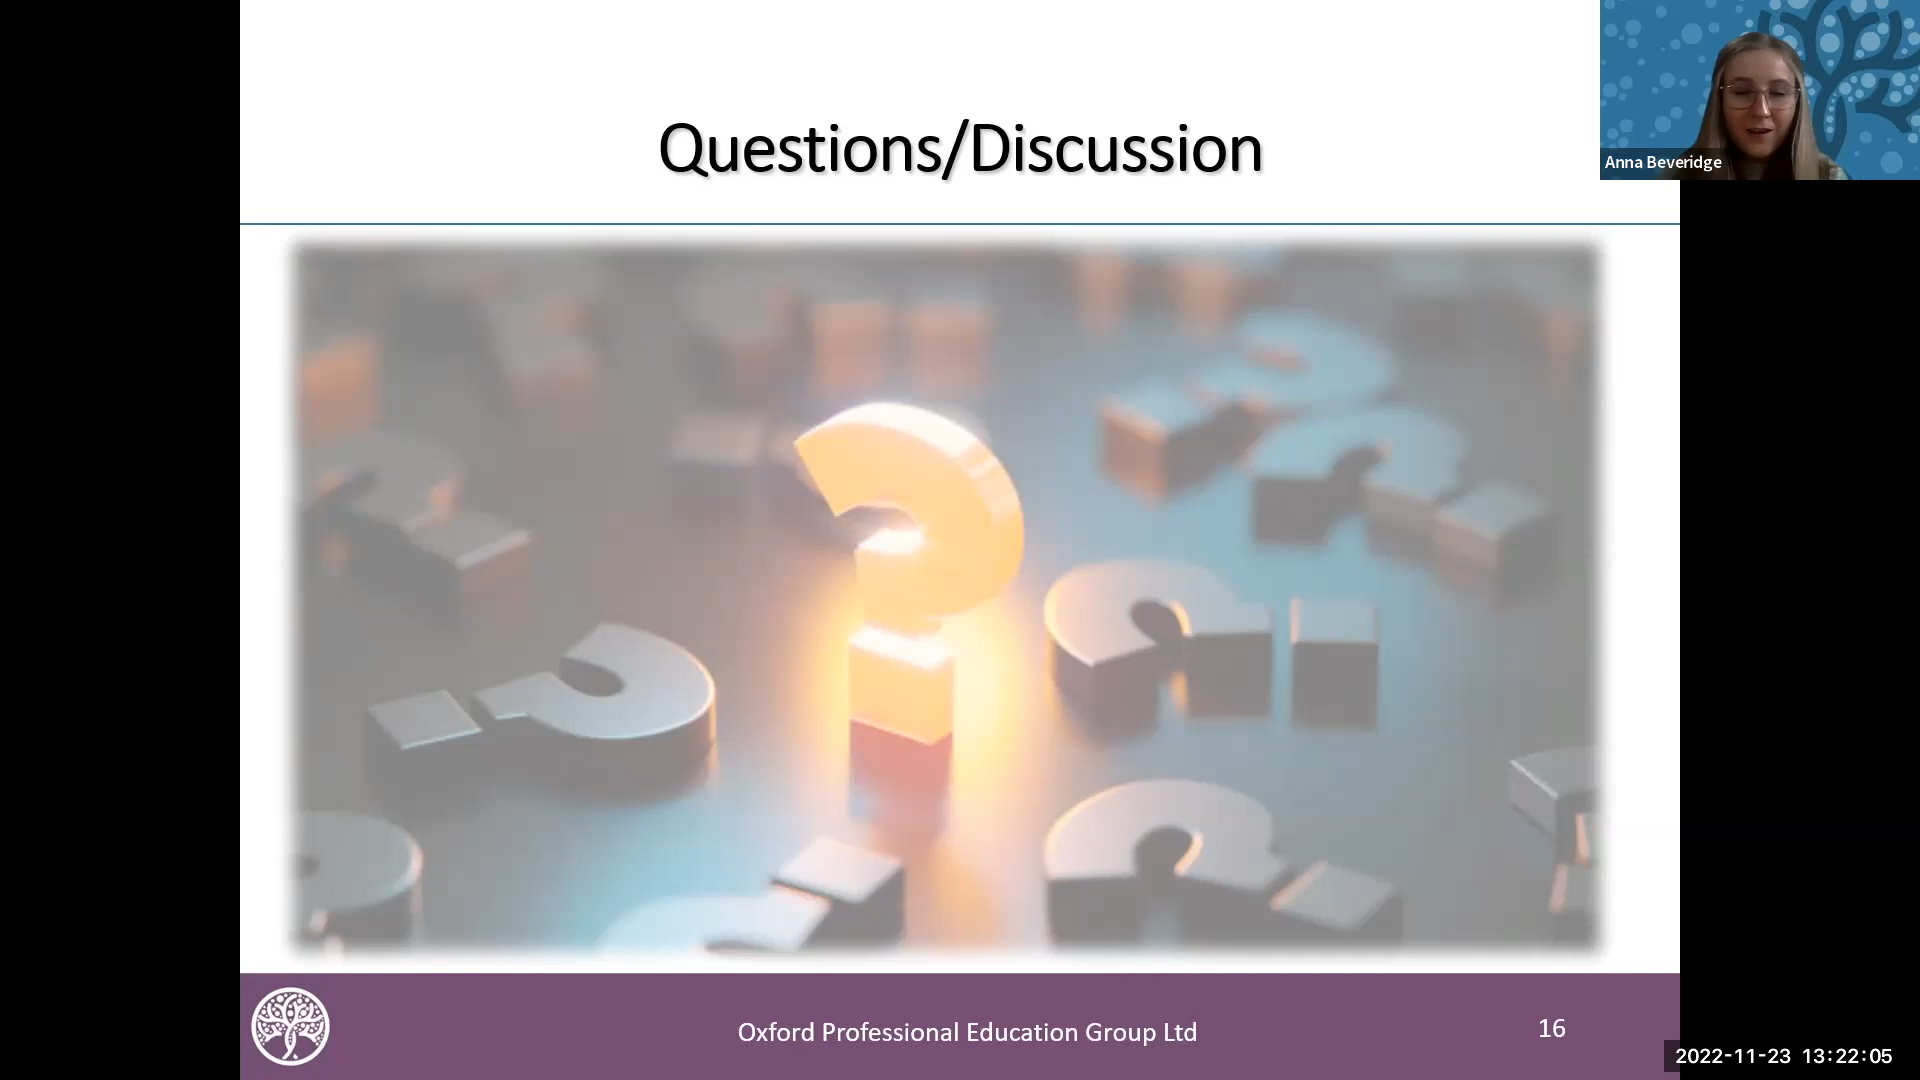 Questions/Discussion
Anna Beveridge
Oxford Professional Education Group Ltd
16
2022-11-23 13:22:05